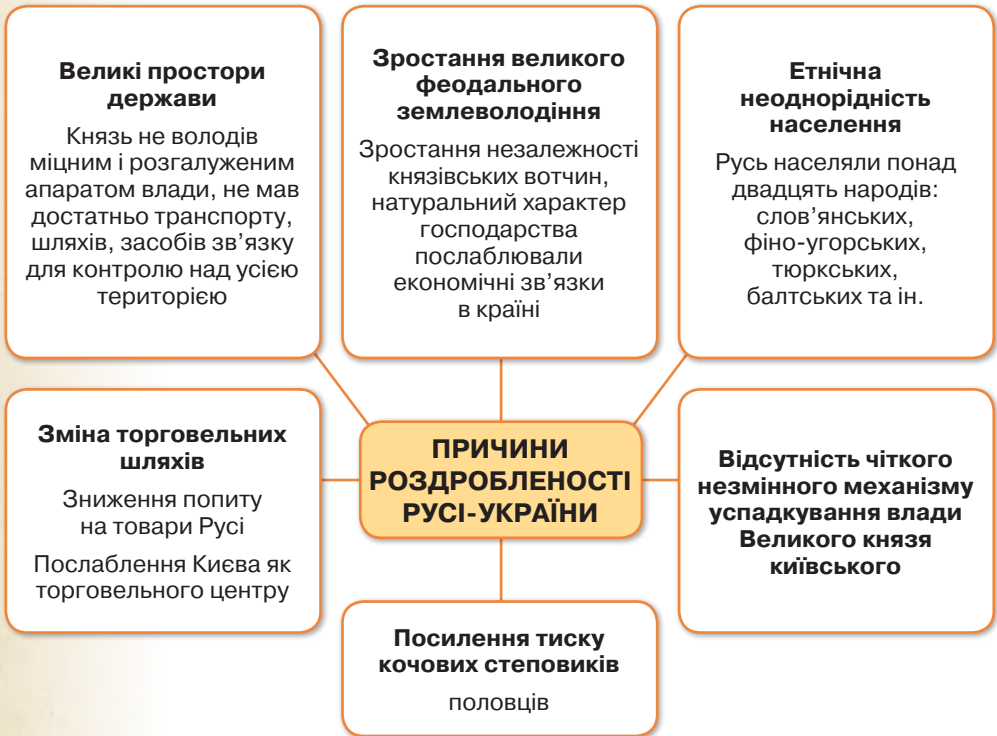 Великі простори
держави
Князь не володів
міцним і розгалуженим
апаратом влади, не мав
достатньо транспорту,
шляхів, засобів зв’язку
для контролю над усією
територією
Зростання великого
феодального
землеволодіння
Зростання незалежності
князівських вотчин,
натуральний характер
господарства
послаблювали
економічні зв’язки
в країні
Етнічна
неоднорідність
населення
Русь населяли понад
двадцять народів:
слов’янських,
фіно-угорських,
тюркських,
балтських та ін.
Зміна торговельних
шляхів
Зниження попиту
на товари Русі
Послаблення Києва як
торговельного центру
ПРИЧИНИ
РОЗДРОБЛЕНОСТІ
РУСІ-УКРАЇНИ
Відсутність чіткого
незмінного механізму
успадкування влади
Великого князя
київського
Посилення тиску
кочових степовиків
половців